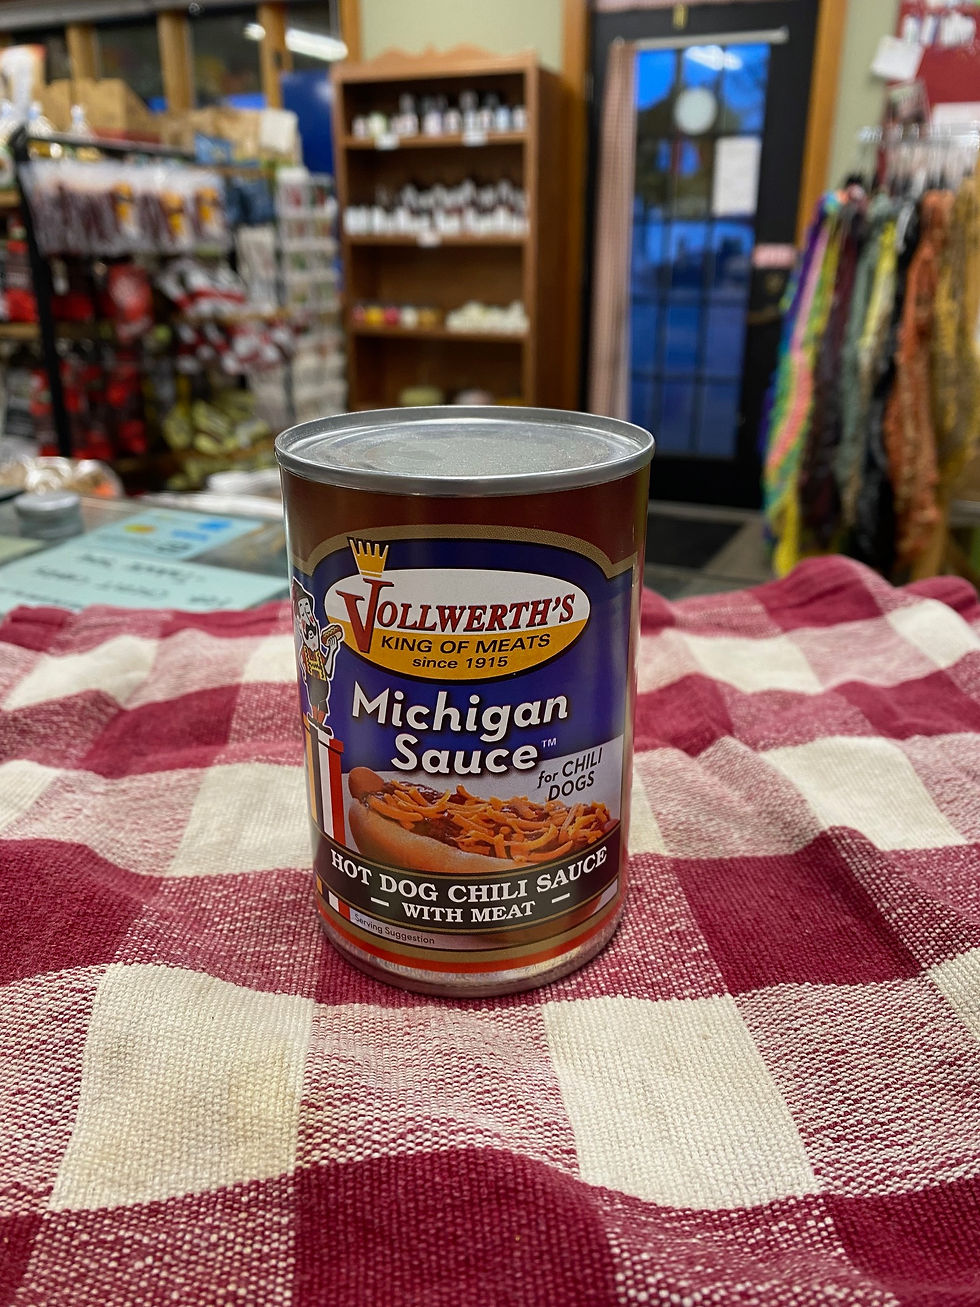 VOLLWERTH'S
KING OF MEATS
since 1915
Michigan
Sauce™
for CHILI
DOGS
HOT DOG CHILI SAUCE
— WITH MEAT —
Serving Suggestion